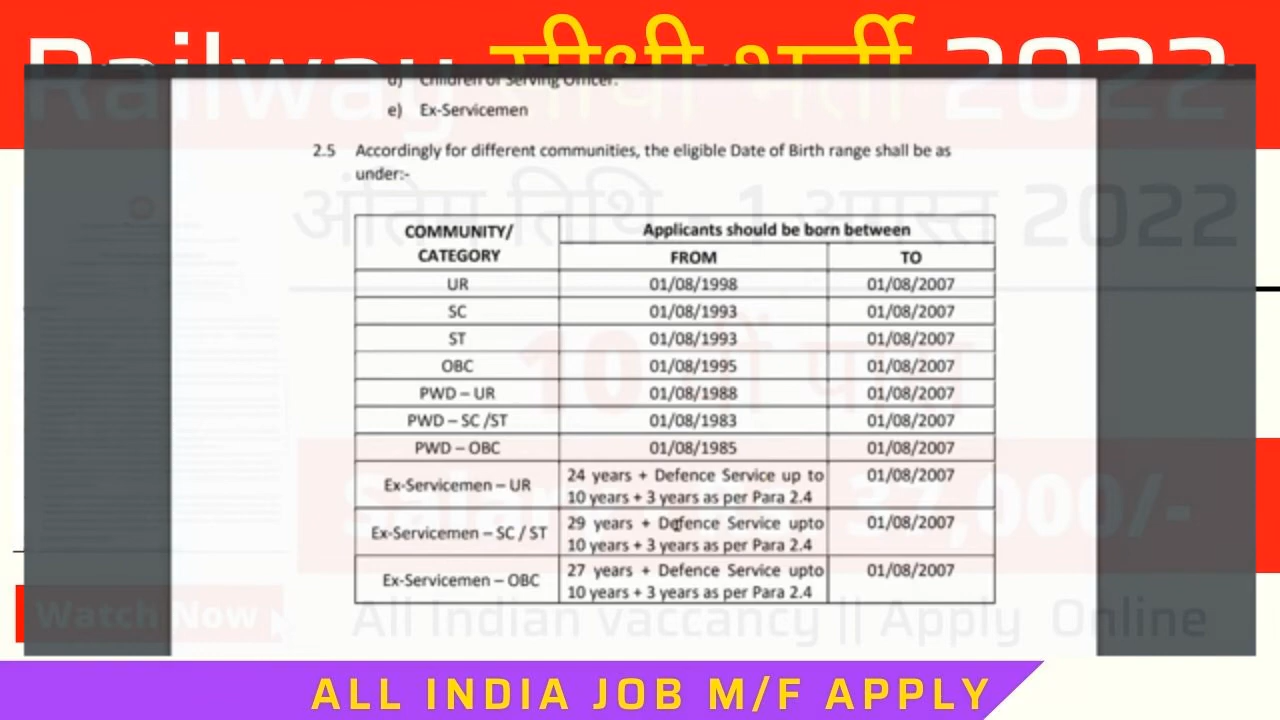 Railway सीधी भर्ती 2022
d) Children of Serving Officer.
e) Ex-Servicemen
2.5 Accordingly for different communities, the eligible Date of Birth range shall be as
under:-
अंतिम तिथि - 1 अगस्त 2022
COMMUNITY/ CATEGORY Applicants should be born between
FROM TO
UR 01/08/1998 01/08/2007
SC 01/08/1993 01/08/2007
ST 01/08/1993 01/08/2007
OBC 01/08/1995 01/08/2007
PWD – UR 01/08/1988 01/08/2007
PWD – SC /ST 01/08/1983 01/08/2007
PWD – OBC 01/08/1985 01/08/2007
Ex-Servicemen – UR 24 years + Defence Service up to 01/08/2007
10 years + 3 years as per Para 2.4
Ex-Servicemen – SC / ST 29 years + Defence Service upto 01/08/2007
10 years + 3 years as per Para 2.4
Ex-Servicemen – OBC 27 years + Defence Service upto 01/08/2007
10 years + 3 years as per Para 2.4
10 वीं
37,000/-
Watch Now
All Indian vaccancy || Apply Online
ALL INDIA JOB M/F APPLY